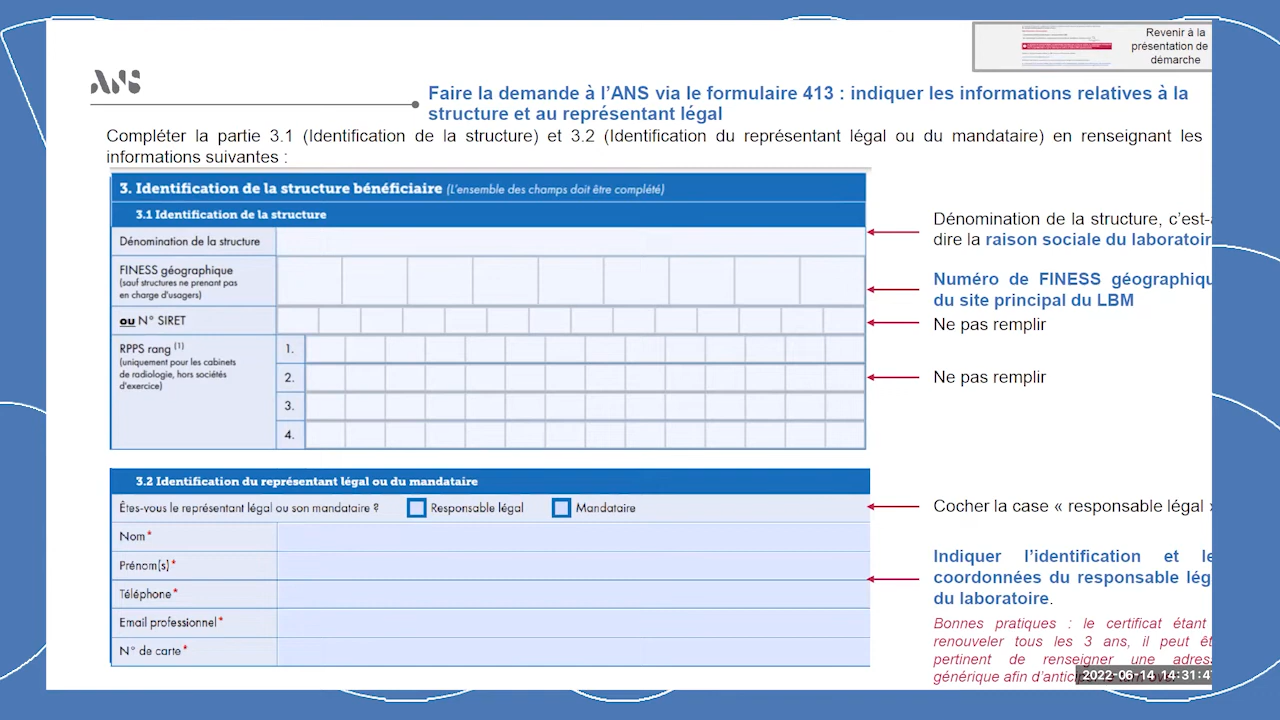 Revenir à la
présentation de
démarche
ANS
Faire la demande à l’ANS via le formulaire 413 : indiquer les informations relatives à la
structure et au représentant légal
Compléter la partie 3.1 (Identification de la structure) et 3.2 (Identification du représentant légal ou du mandataire) en renseignant les
informations suivantes :
3. Identification de la structure bénéficiaire (L’ensemble des champs doit être complété)
3.1 Identification de la structure
Dénomination de la structure
FINESS géographique
(sauf structures ne prenant pas
en charge d’usagers)
ou N° SIRET
RPPS rang (1)
(uniquement pour les cabinets
de radiologie, hors sociétés
d’exercice)
1.
2.
3.
4.
Dénomination de la structure, c’est-à
dire la raison sociale du laboratoir
Numéro de FINESS géographiqu
du site principal du LBM
Ne pas remplir
Ne pas remplir
3.2 Identification du représentant légal ou du mandataire
Êtes-vous le représentant légal ou son mandataire ? Responsable légal Mandataire
Nom*
Prénom(s)*
Téléphone*
Email professionnel*
N° de carte*
Cocher la case « responsable légal »
Indiquer l’identification et le
coordonnées du responsable lég
du laboratoire.
Bonnes pratiques : le certificat étant
renouveler tous les 3 ans, il peut êt
pertinent de renseigner une adres
générique afin d’antici
2022-06-14 14:31:4